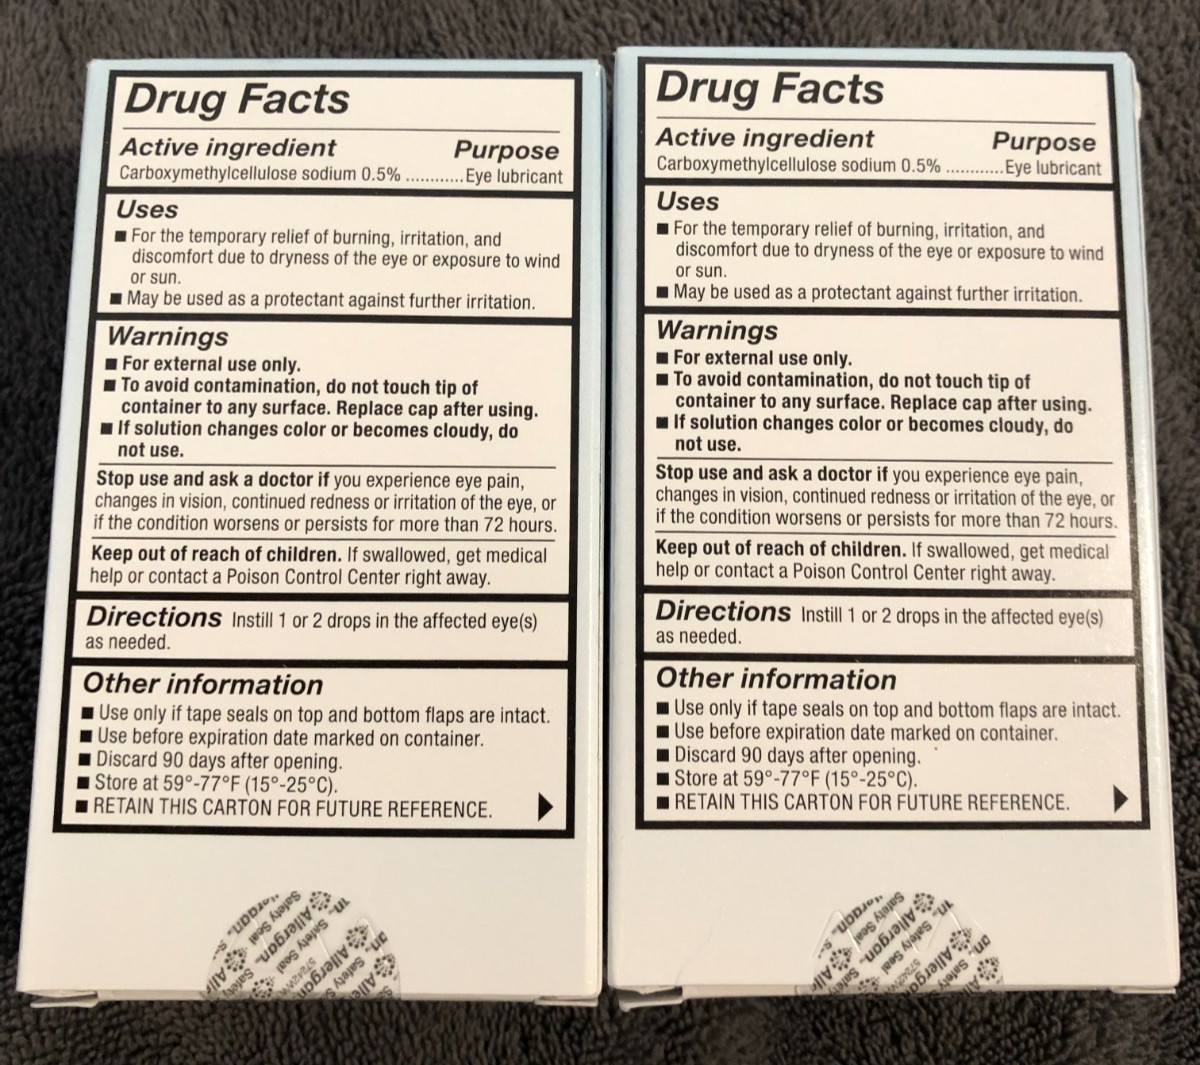 Drug Facts
Active ingredient Purpose
Carboxymethylcellulose sodium 0.5% ............Eye lubricant
Uses
■ For the temporary relief of burning, irritation, and
discomfort due to dryness of the eye or exposure to wind
or sun.
■ May be used as a protectant against further irritation.
Warnings
■ For external use only.
■ To avoid contamination, do not touch tip of
container to any surface. Replace cap after using.
■ If solution changes color or becomes cloudy, do
not use.
Stop use and ask a doctor if you experience eye pain,
changes in vision, continued redness or irritation of the eye, or
if the condition worsens or persists for more than 72 hours.
Keep out of reach of children. If swallowed, get medical
help or contact a Poison Control Center right away.
Directions Instill 1 or 2 drops in the affected eye(s)
as needed.
Other information
■ Use only if tape seals on top and bottom flaps are intact.
■ Use before expiration date marked on container.
■ Discard 90 days after opening.
■ Store at 59°-77°F (15°-25°C).
■ RETAIN THIS CARTON FOR FUTURE REFERENCE.
Safety Seal
Allergan
Safety Seal
Allergan
Drug Facts
Active ingredient Purpose
Carboxymethylcellulose sodium 0.5% ............Eye lubricant
Uses
■ For the temporary relief of burning, irritation, and
discomfort due to dryness of the eye or exposure to wind
or sun.
■ May be used as a protectant against further irritation.
Warnings
■ For external use only.
■ To avoid contamination, do not touch tip of
container to any surface. Replace cap after using.
■ If solution changes color or becomes cloudy, do
not use.
Stop use and ask a doctor if you experience eye pain,
changes in vision, continued redness or irritation of the eye, or
if the condition worsens or persists for more than 72 hours.
Keep out of reach of children. If swallowed, get medical
help or contact a Poison Control Center right away.
Directions Instill 1 or 2 drops in the affected eye(s)
as needed.
Other information
■ Use only if tape seals on top and bottom flaps are intact.
■ Use before expiration date marked on container.
■ Discard 90 days after opening.
■ Store at 59°-77°F (15°-25°C).
■ RETAIN THIS CARTON FOR FUTURE REFERENCE.
Safety Seal
Allergan
Safety Seal
Allergan